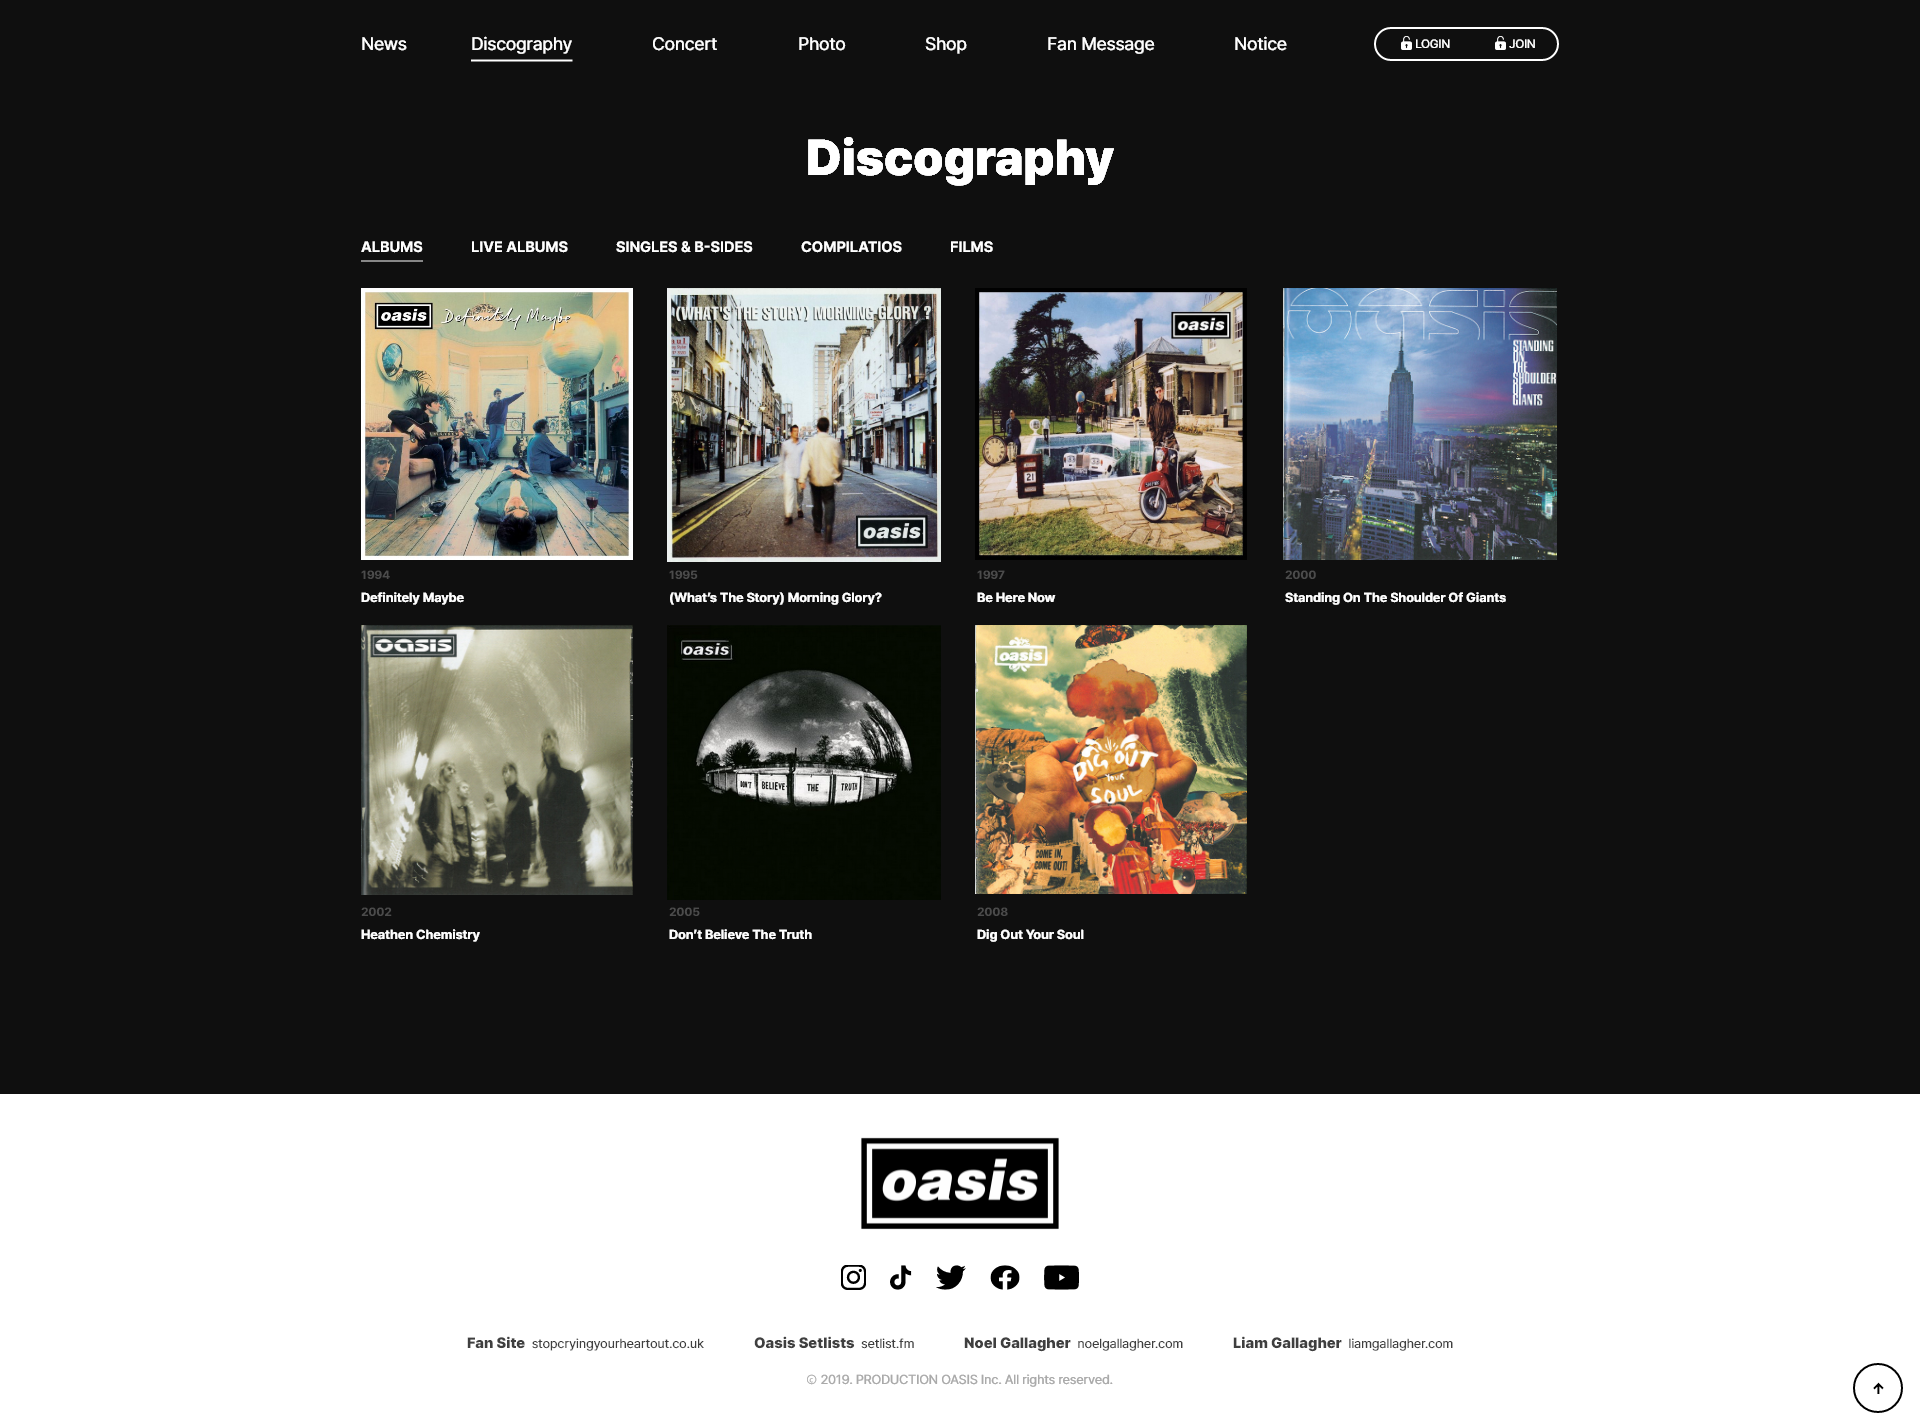 News Discography Concert Photo Shop Fan Message Notice LOGIN JOIN
Discography
ALBUMS LIVE ALBUMS SINGLES & B-SIDES COMPILATIOS FILMS
oasis Definitely Maybe
(WHAT'S THE STORY) MORNING GLORY ?
oasis
oasis
21
oasis
STANDING
ON
THE
SHOULDER
OF
GIANTS
1994
Definitely Maybe
1995
(What's The Story) Morning Glory?
1997
Be Here Now
2000
Standing On The Shoulder Of Giants
oasis
oasis
DON'T BELIEVE THE TRUTH
oasis
DIG OUT
YOUR
SOUL
COME IN,
COME OUT!
2002
Heathen Chemistry
2005
Don't Believe The Truth
2008
Dig Out Your Soul
oasis
Fan Site stopcryingyourheartout.co.uk Oasis Setlists setlist.fm Noel Gallagher noelgallagher.com Liam Gallagher liamgallagher.com
© 2019. PRODUCTION OASIS Inc. All rights reserved.